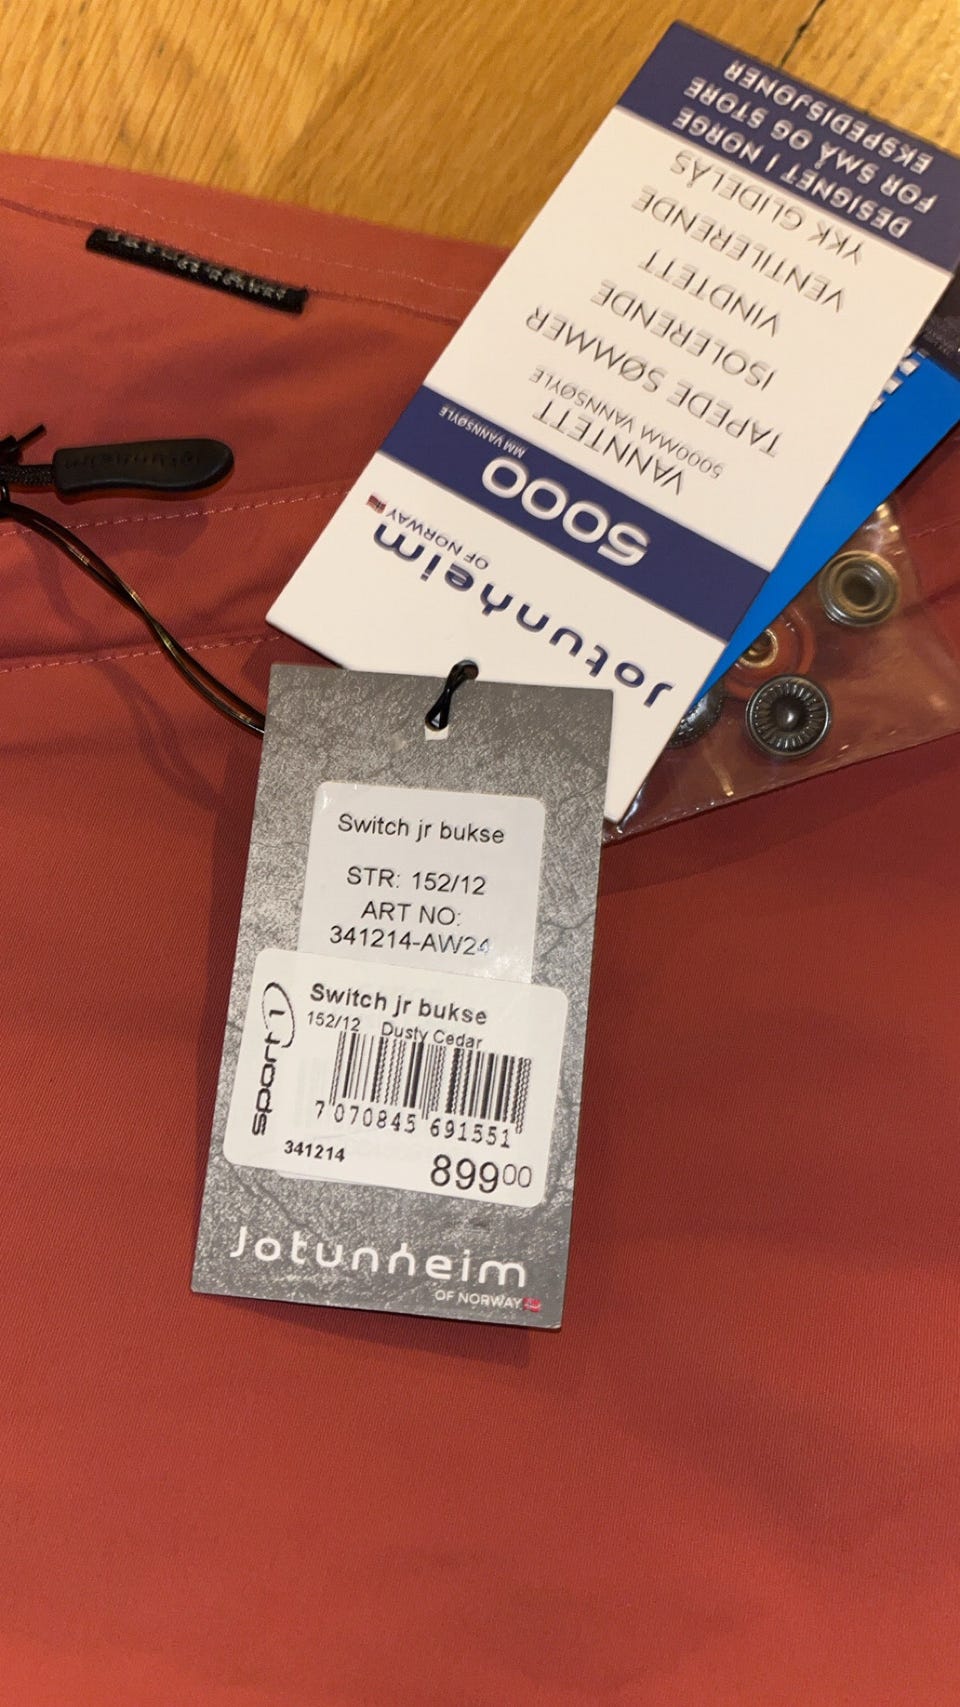 DESIGNET I NORGE
FOR SMÅ OG STORE
EKSPEDISJONER
YKK GLIDELÅS
VENTILERENDE
VINDTETT
ISOLERENDE
TAPEDE SØMMER
5000MM VANNSØYLE
VANNTETT
5000
MM VANNSØYLE
Jotunheim
OF NORWAY
jotunheim
Switch jr bukse
STR: 152/12
ART NO:
341214-AW24
sport 1
Switch jr bukse
152/12 Dusty Cedar
7 070845 691551
341214
89900
Jotunheim
OF NORWAY